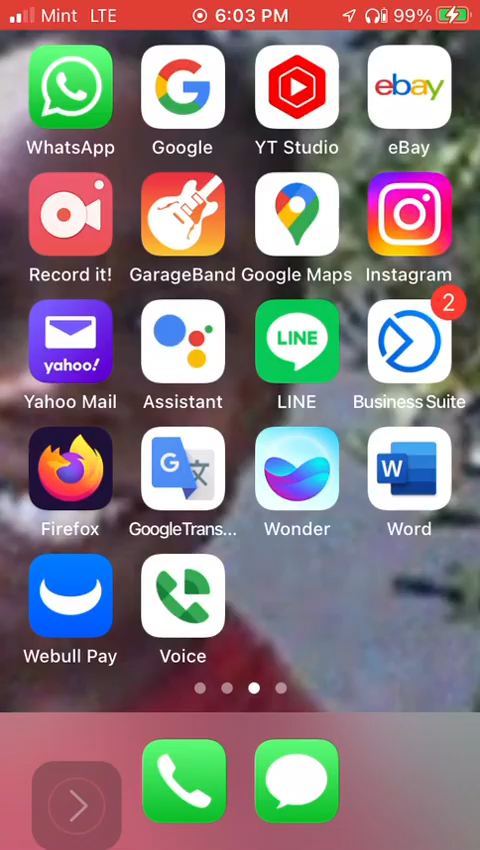 Mint LTE 6:03 PM 99%
ebay
WhatsApp Google YT Studio eBay
Record it! GarageBand Google Maps Instagram
2
yahoo! LINE
Yahoo Mail Assistant LINE Business Suite
G 文 W
Firefox GoogleTrans... Wonder Word
Webull Pay Voice